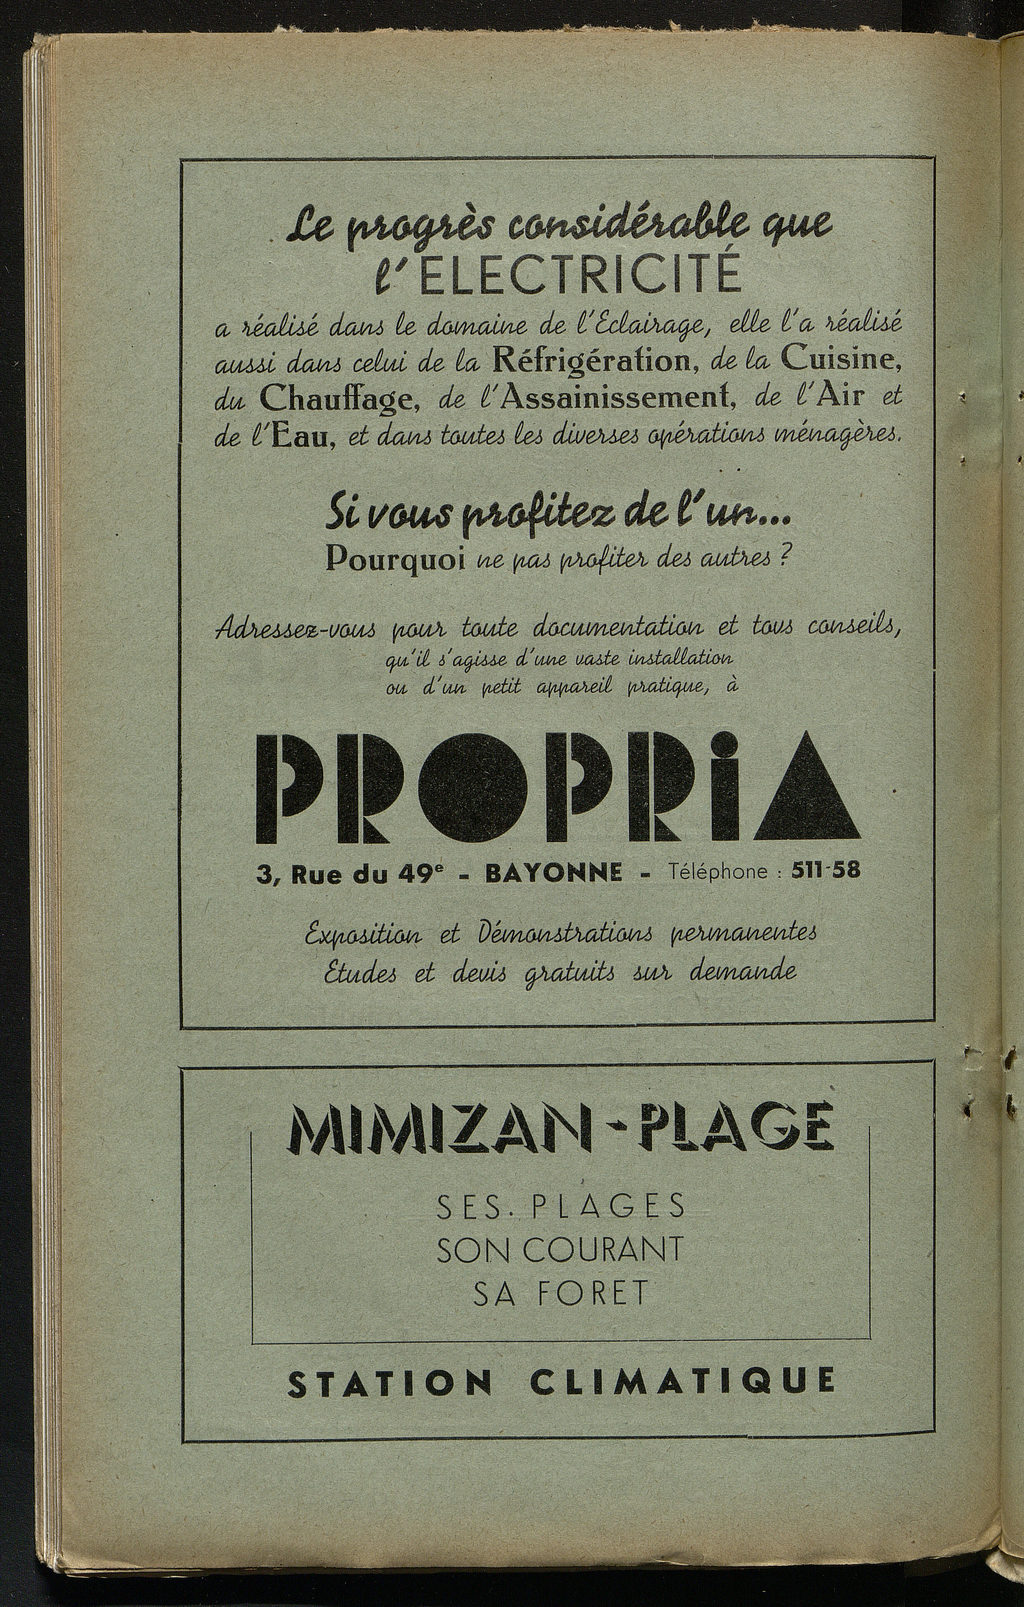 Le progrès considérable que
l'ELECTRICITÉ
a réalisé dans le domaine de l'Eclairage, elle l'a réalisé
aussi dans celui de la Réfrigération, de la Cuisine,
du Chauffage, de l'Assainissement, de l'Air et
de l'Eau, et dans toutes les diverses opérations ménagères.
Si vous profitez de l'un...
Pourquoi ne pas profiter des autres ?
Adressez-vous pour toute documentation et tous conseils,
qu'il s'agisse d'une vaste installation
ou d'un petit appareil pratique, à
PROPRiA
3, Rue du 49e - BAYONNE - Téléphone : 511-58
Exposition et Démonstrations permanentes
Etudes et devis gratuits sur demande
MIMIZAN-PLAGE
SES PLAGES
SON COURANT
SA FORET
STATION CLIMATIQUE